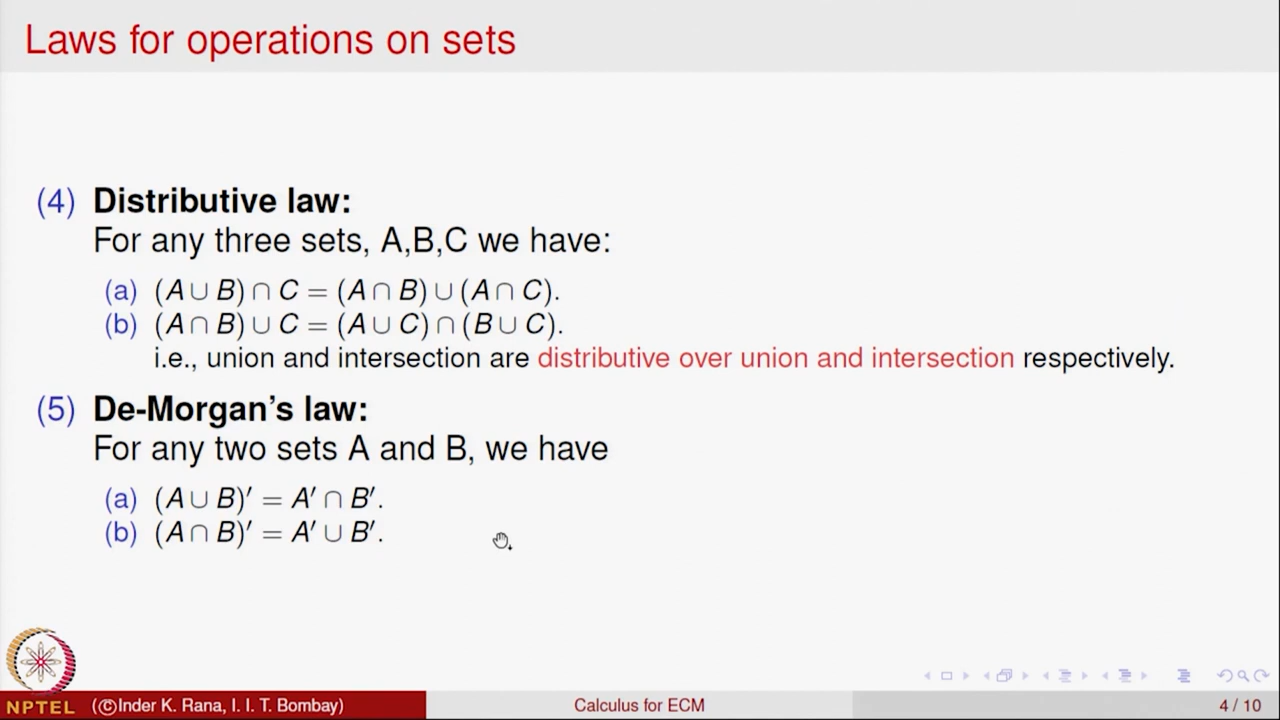 Laws for operations on sets
(4) Distributive law:
For any three sets, A,B,C we have:
(a) (A ∪ B) ∩ C = (A ∩ B) ∪ (A ∩ C).
(b) (A ∩ B) ∪ C = (A ∪ C) ∩ (B ∪ C).
i.e., union and intersection are distributive over union and intersection respectively.
(5) De-Morgan's law:
For any two sets A and B, we have
(a) (A ∪ B)′ = A′ ∩ B′.
(b) (A ∩ B)′ = A′ ∪ B′.
NPTEL (©Inder K. Rana, I. I. T. Bombay) Calculus for ECM 4 / 10